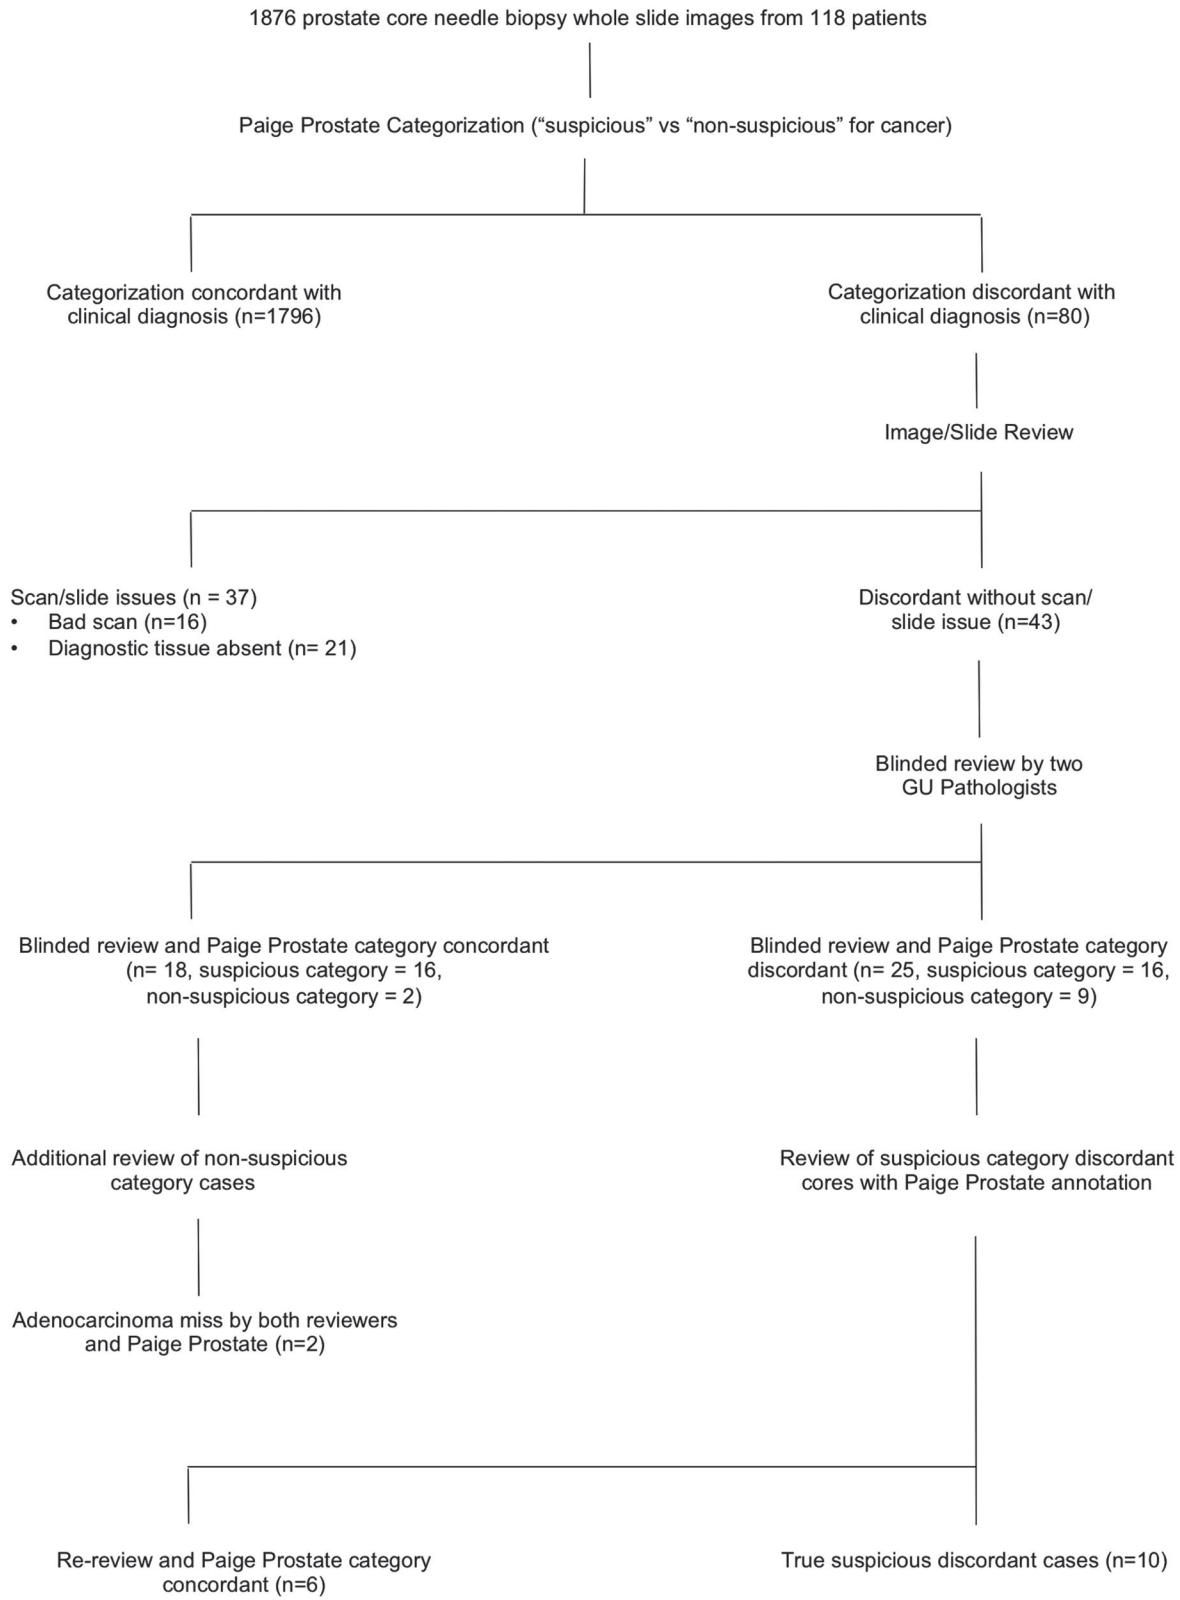 1876 prostate core needle biopsy whole slide images from 118 patients
Paige Prostate Categorization (“suspicious” vs “non-suspicious” for cancer)
Categorization concordant with
clinical diagnosis (n=1796)
Categorization discordant with
clinical diagnosis (n=80)
Image/Slide Review
Scan/slide issues (n = 37)
• Bad scan (n=16)
• Diagnostic tissue absent (n= 21)
Discordant without scan/
slide issue (n=43)
Blinded review by two
GU Pathologists
Blinded review and Paige Prostate category concordant
(n= 18, suspicious category = 16,
non-suspicious category = 2)
Blinded review and Paige Prostate category
discordant (n= 25, suspicious category = 16,
non-suspicious category = 9)
Additional review of non-suspicious
category cases
Review of suspicious category discordant
cores with Paige Prostate annotation
Adenocarcinoma miss by both reviewers
and Paige Prostate (n=2)
Re-review and Paige Prostate category
concordant (n=6)
True suspicious discordant cases (n=10)